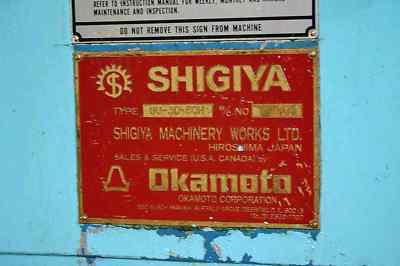 REFER TO INSTRUCTION MANUAL FOR WEEKLY, MONTHLY AND
MAINTENANCE AND INSPECTION.
DO NOT REMOVE THIS SIGN FROM MACHINE
SHIGIYA
TYPE M/NO
SHIGIYA MACHINERY WORKS LTD.
HIROSHIMA JAPAN
SALES & SERVICE (U.S.A. CANADA) by
Okamoto
OKAMOTO CORPORATION